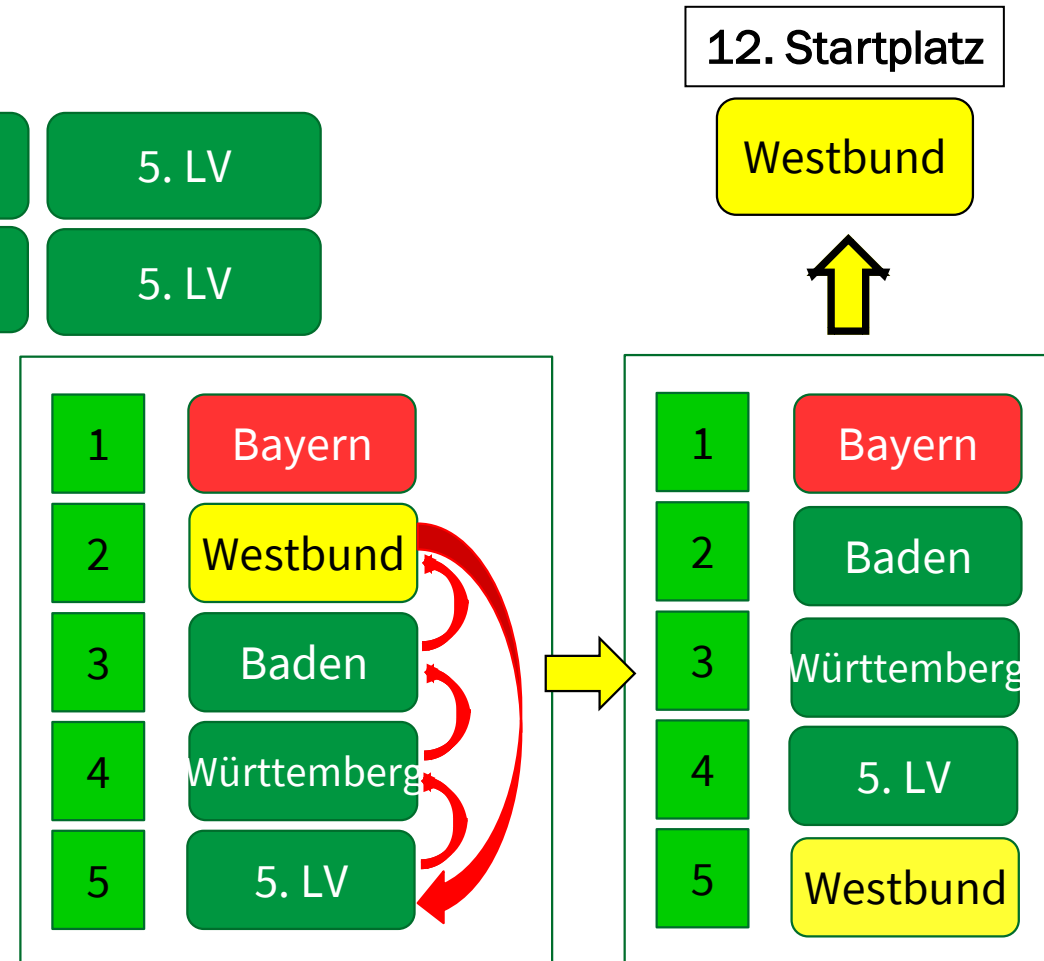 12. Startplatz
Westbund
5. LV
5. LV
1 Bayern
2 Westbund
3 Baden
4 Württemberg
5 5. LV
1 Bayern
2 Baden
3 Württemberg
4 5. LV
5 Westbund